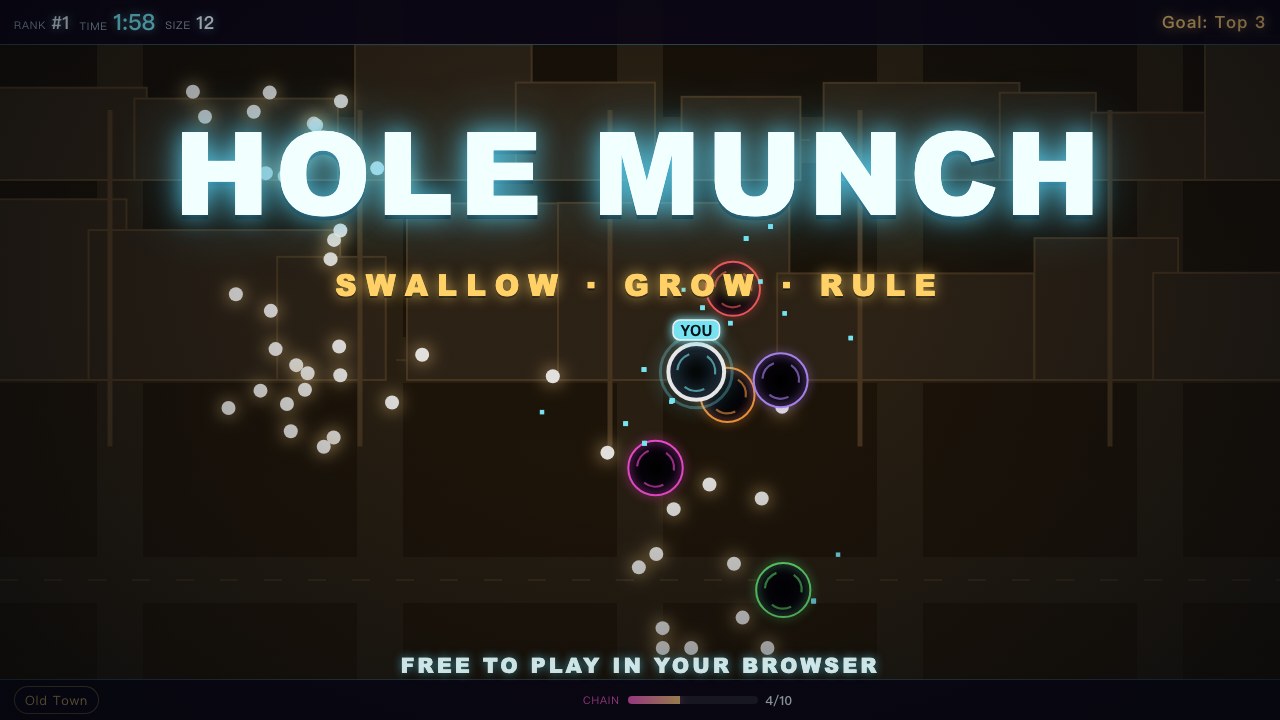 RANK #1 TIME 1:58 SIZE 12
Goal: Top 3
HOLE MUNCH
SWALLOW · GROW · RULE
YOU
FREE TO PLAY IN YOUR BROWSER
Old Town
CHAIN 4/10